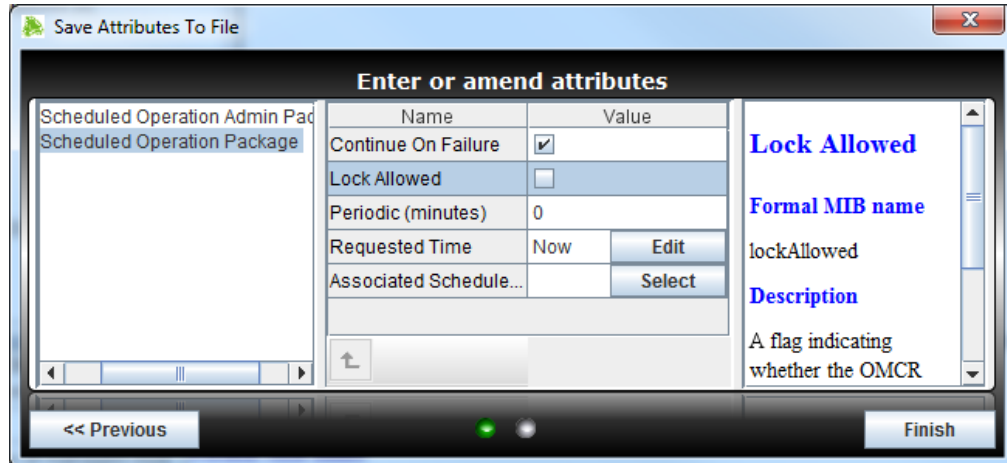 Save Attributes To File
Enter or amend attributes
Scheduled Operation Admin Pac
Scheduled Operation Package
Name Value
Continue On Failure
Lock Allowed
Periodic (minutes) 0
Requested Time Now Edit
Associated Schedule... Select
Lock Allowed
Formal MIB name
lockAllowed
Description
A flag indicating
whether the OMCR
<< Previous
Finish